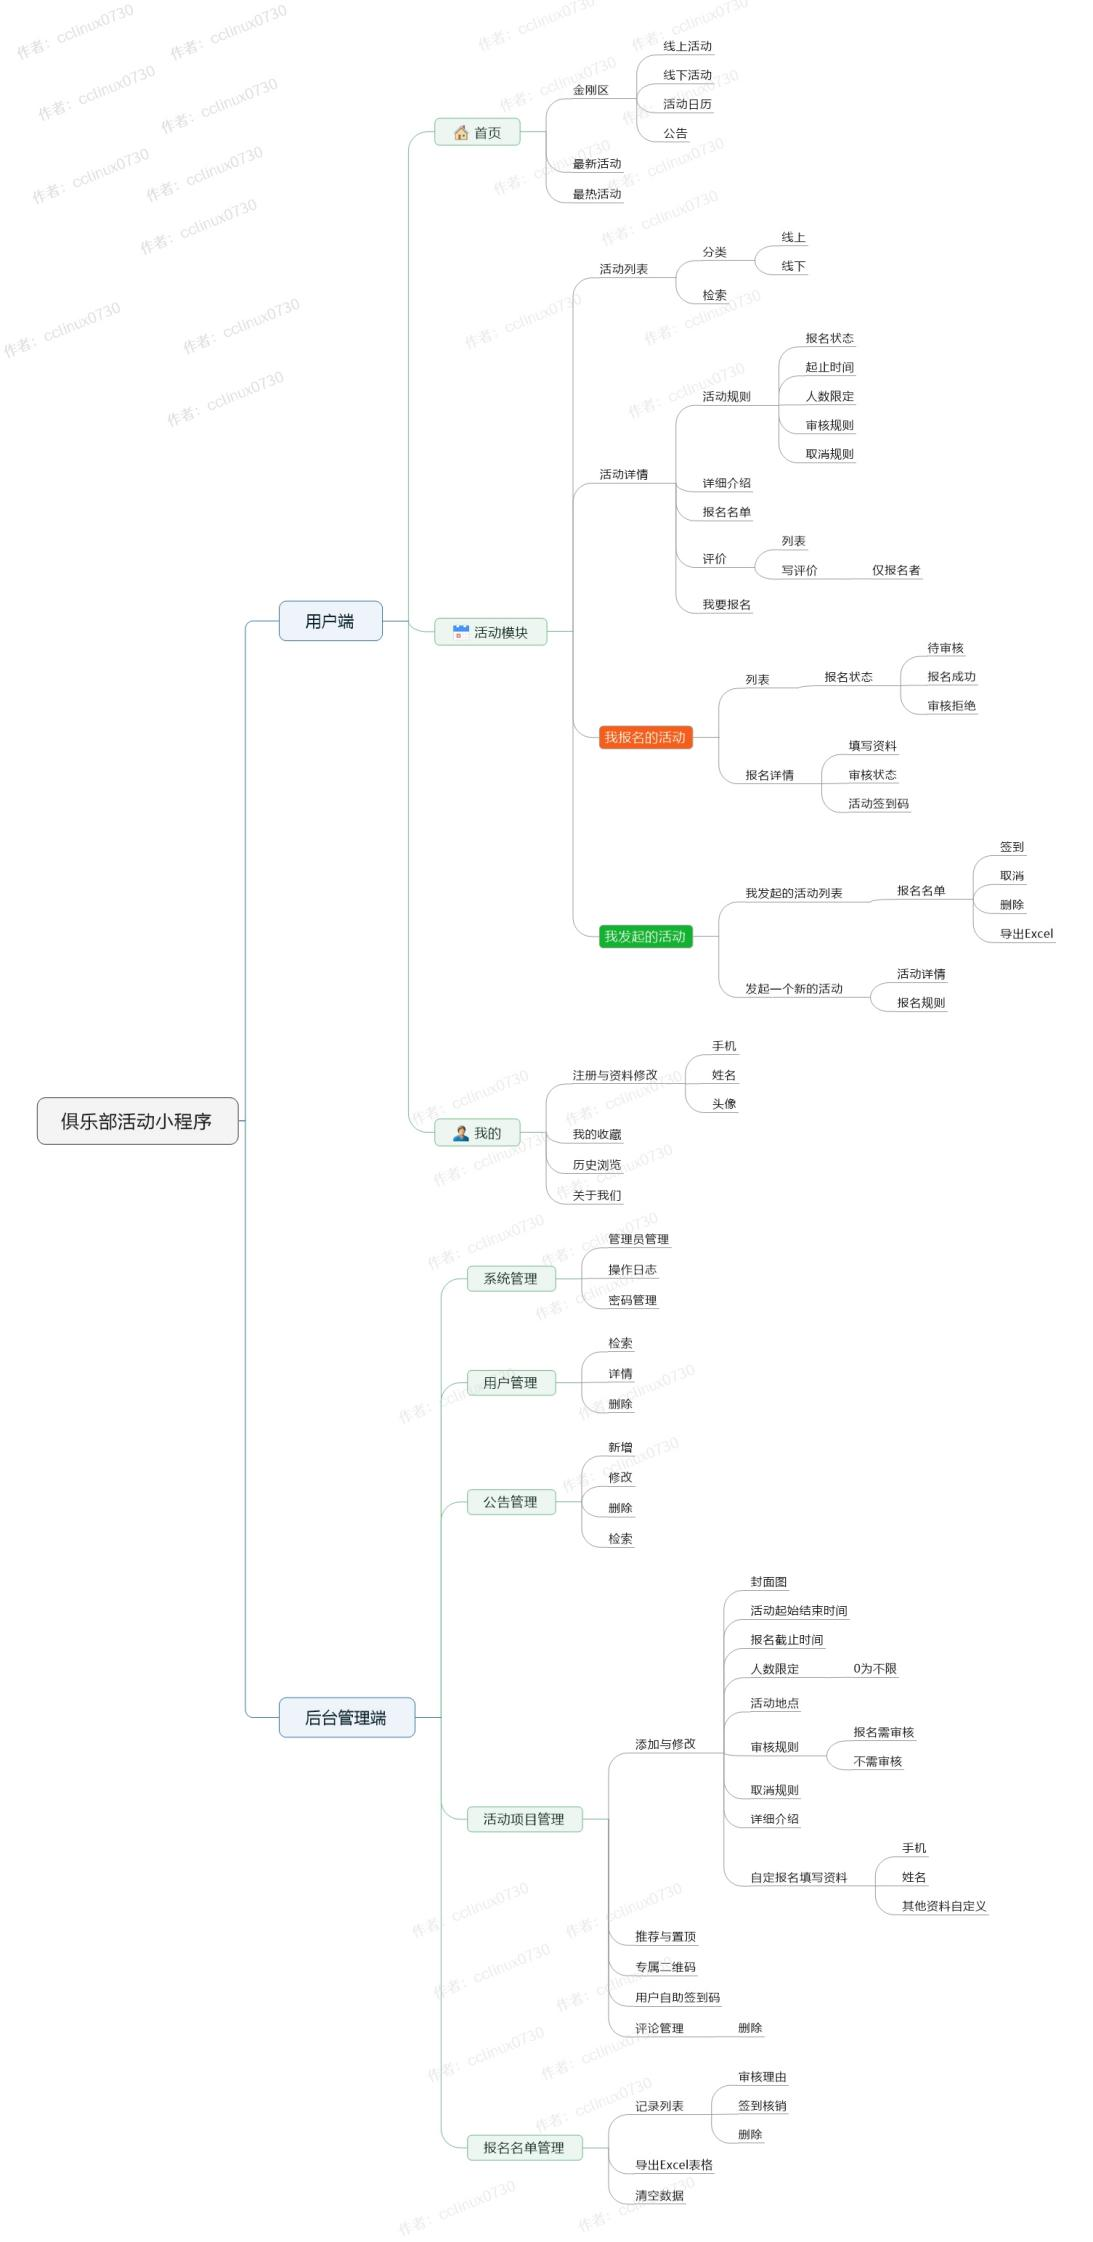 俱乐部活动小程序
用户端
首页
金刚区
线上活动
线下活动
活动日历
公告
最新活动
最热活动
活动模块
活动列表
分类
线上
线下
检索
活动详情
活动规则
报名状态
起止时间
人数限定
审核规则
取消规则
详细介绍
报名名单
评价
列表
写评价
仅报名者
我要报名
我报名的活动
列表
报名状态
待审核
报名成功
审核拒绝
报名详情
填写资料
审核状态
活动签到码
我发起的活动
我发起的活动列表
报名名单
签到
取消
删除
导出Excel
发起一个新的活动
活动详情
报名规则
我的
注册与资料修改
手机
姓名
头像
我的收藏
历史浏览
关于我们
后台管理端
系统管理
管理员管理
操作日志
密码管理
用户管理
检索
详情
删除
公告管理
新增
修改
删除
检索
活动项目管理
添加与修改
封面图
活动起始结束时间
报名截止时间
人数限定
0为不限
活动地点
审核规则
报名需审核
不需审核
取消规则
详细介绍
自定报名填写资料
手机
姓名
其他资料自定义
推荐与置顶
专属二维码
用户自助签到码
评论管理
删除
报名名单管理
记录列表
审核理由
签到核销
删除
导出Excel表格
清空数据
作者：cclinux0730